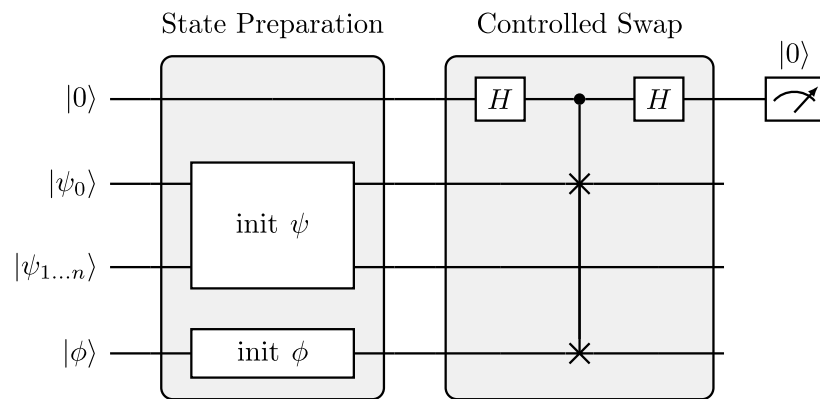 State Preparation
Controlled Swap
|0⟩
|0⟩
H
H
|ψ₀⟩
init ψ
|ψ₁…ₙ⟩
|ϕ⟩
init ϕ